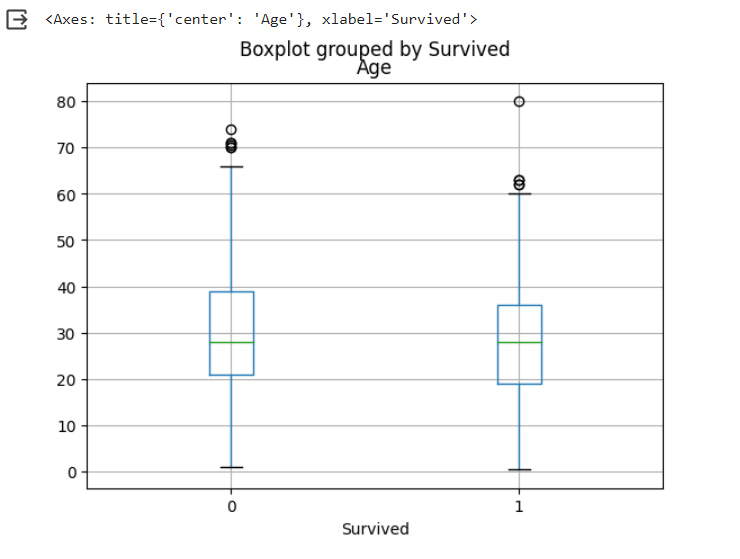 <Axes: title={'center': 'Age'}, xlabel='Survived'>
Boxplot grouped by Survived
Age
80
70
60
50
40
30
20
10
0
0 1
Survived